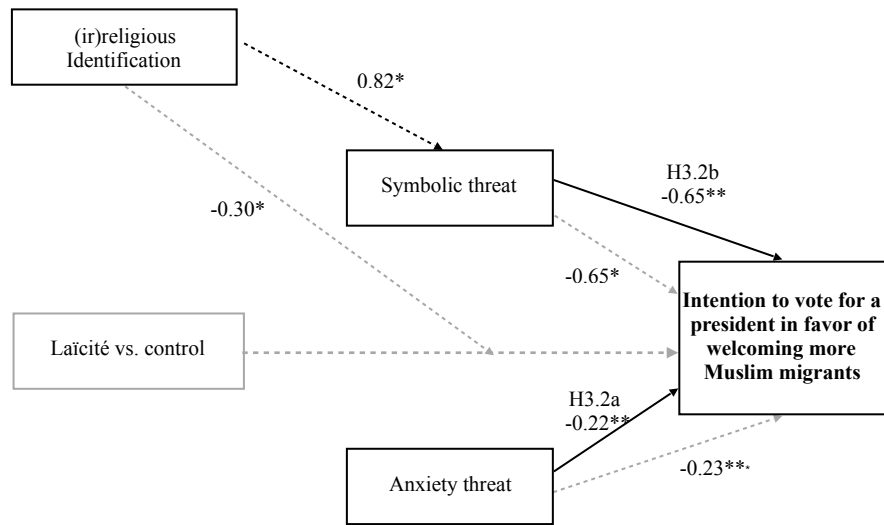 (ir)religious
Identification
0.82*
Symbolic threat
H3.2b
-0.65**
-0.30*
-0.65*
Intention to vote for a
president in favor of
welcoming more
Muslim migrants
Laïcité vs. control
H3.2a
-0.22**
-0.23***
Anxiety threat